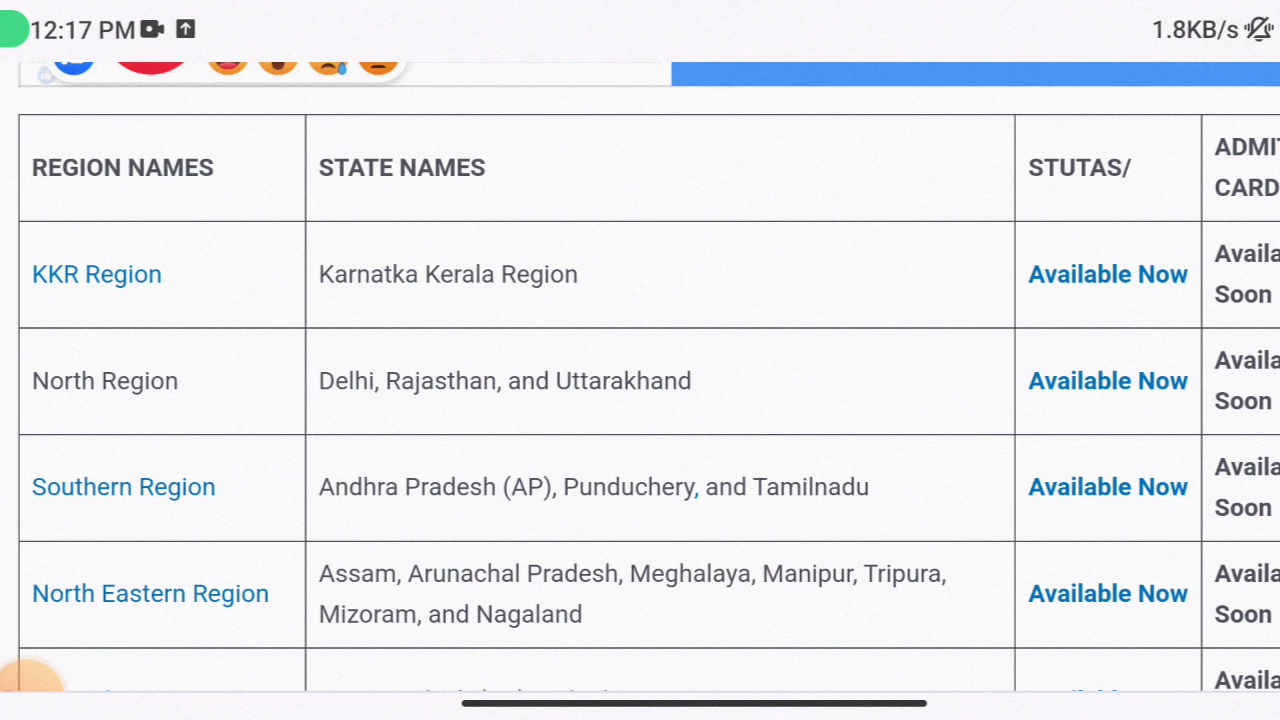 12:17 PM
1.8KB/s
REGION NAMES
STATE NAMES
STUTAS/
ADMI
CARD
KKR Region
Karnatka Kerala Region
Available Now
Availa
Soon
North Region
Delhi, Rajasthan, and Uttarakhand
Available Now
Availa
Soon
Southern Region
Andhra Pradesh (AP), Punduchery, and Tamilnadu
Available Now
Availa
Soon
North Eastern Region
Assam, Arunachal Pradesh, Meghalaya, Manipur, Tripura,
Mizoram, and Nagaland
Available Now
Availa
Soon
Availa